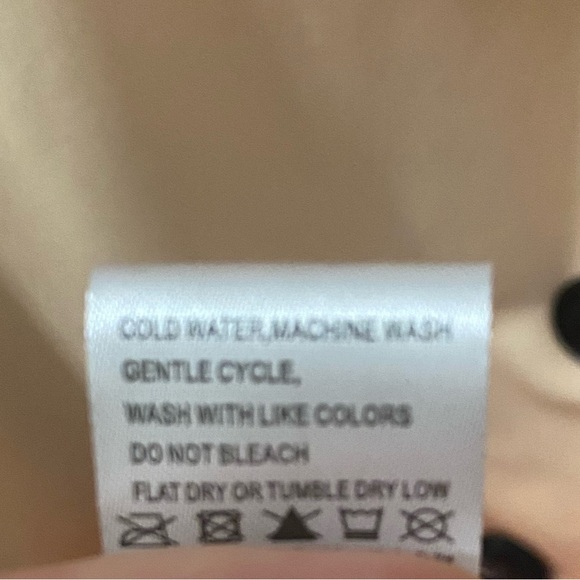 COLD WATER,MACHINE WASH
GENTLE CYCLE,
WASH WITH LIKE COLORS
DO NOT BLEACH
FLAT DRY OR TUMBLE DRY LOW